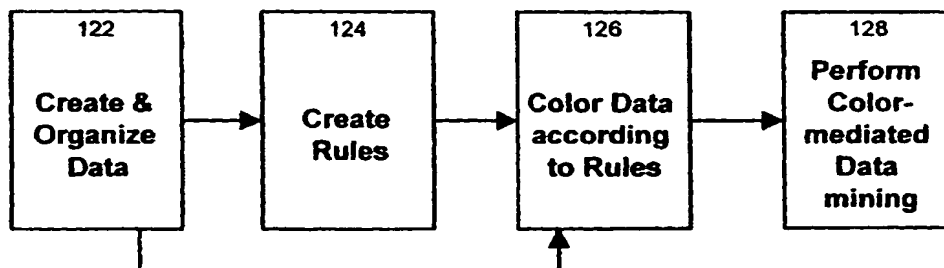 122
Create &
Organize
Data
124
Create
Rules
126
Color Data
according
to Rules
128
Perform
Color-
mediated
Data
mining